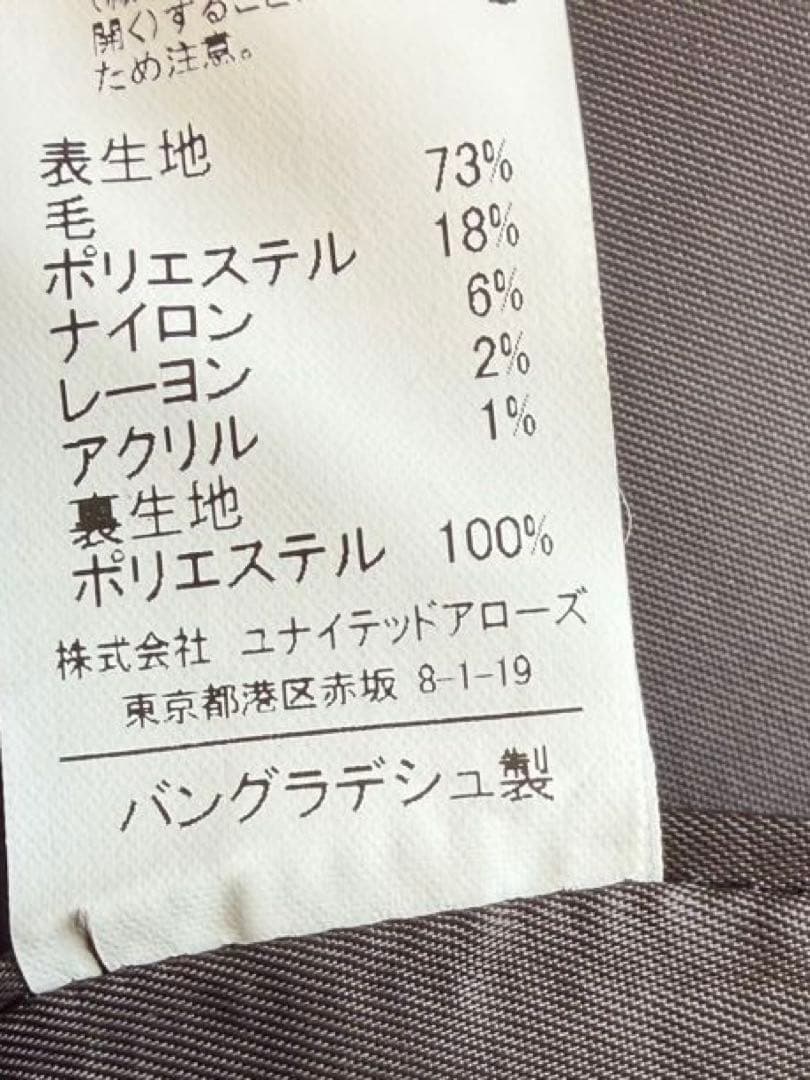 開く)すること
ため注意。
表生地
毛 73%
ポリエステル 18%
ナイロン 6%
レーヨン 2%
アクリル 1%
裏生地
ポリエステル 100%
株式会社 ユナイテッドアローズ
東京都港区赤坂 8-1-19
バングラデシュ製